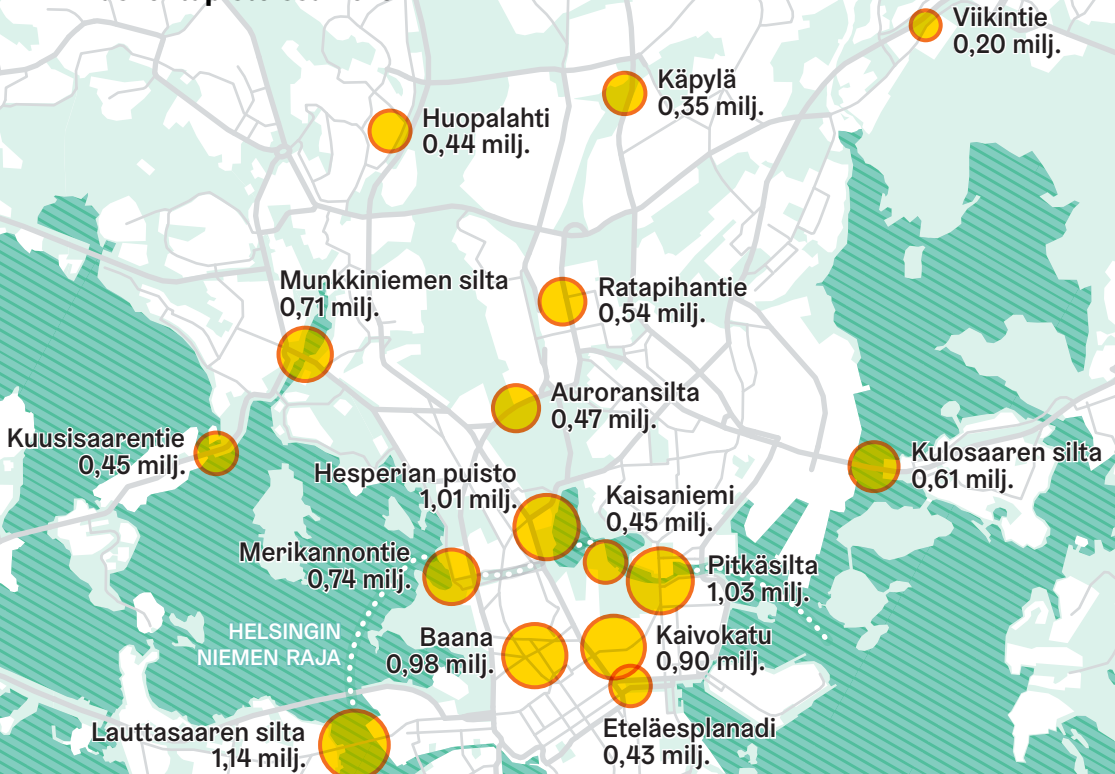 Viikintie
0,20 milj.
Käpylä
0,35 milj.
Huopalahti
0,44 milj.
Munkkiniemen silta
0,71 milj.
Ratapihantie
0,54 milj.
Auroransilta
0,47 milj.
Kuusisaarentie
0,45 milj.
Kulosaaren silta
0,61 milj.
Hesperian puisto
1,01 milj.
Kaisaniemi
0,45 milj.
Merikannontie
0,74 milj.
Pitkäsilta
1,03 milj.
HELSINGIN
NIEMEN RAJA
Baana
0,98 milj.
Kaivokatu
0,90 milj.
Lauttasaaren silta
1,14 milj.
Eteläesplanadi
0,43 milj.